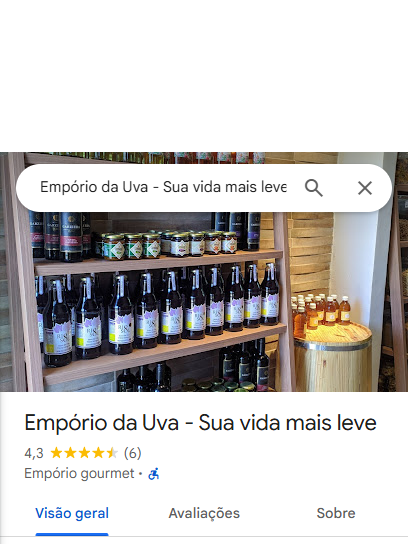 Empório da Uva - Sua vida mais leve
Empório da Uva - Sua vida mais leve
4,3 (6)
Empório gourmet ·
Visão geral Avaliações Sobre